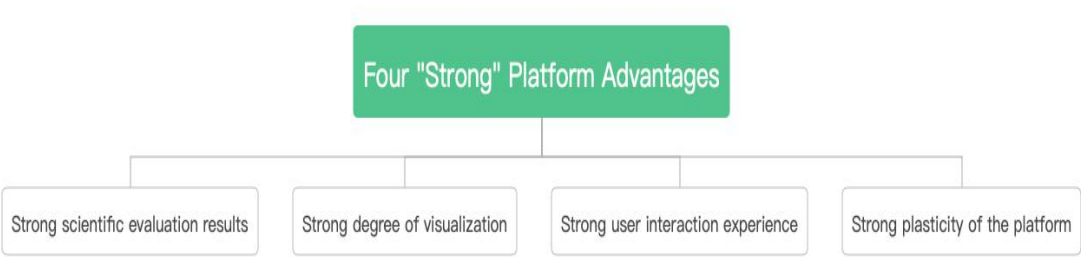 Four "Strong" Platform Advantages
Strong scientific evaluation results
Strong degree of visualization
Strong user interaction experience
Strong plasticity of the platform